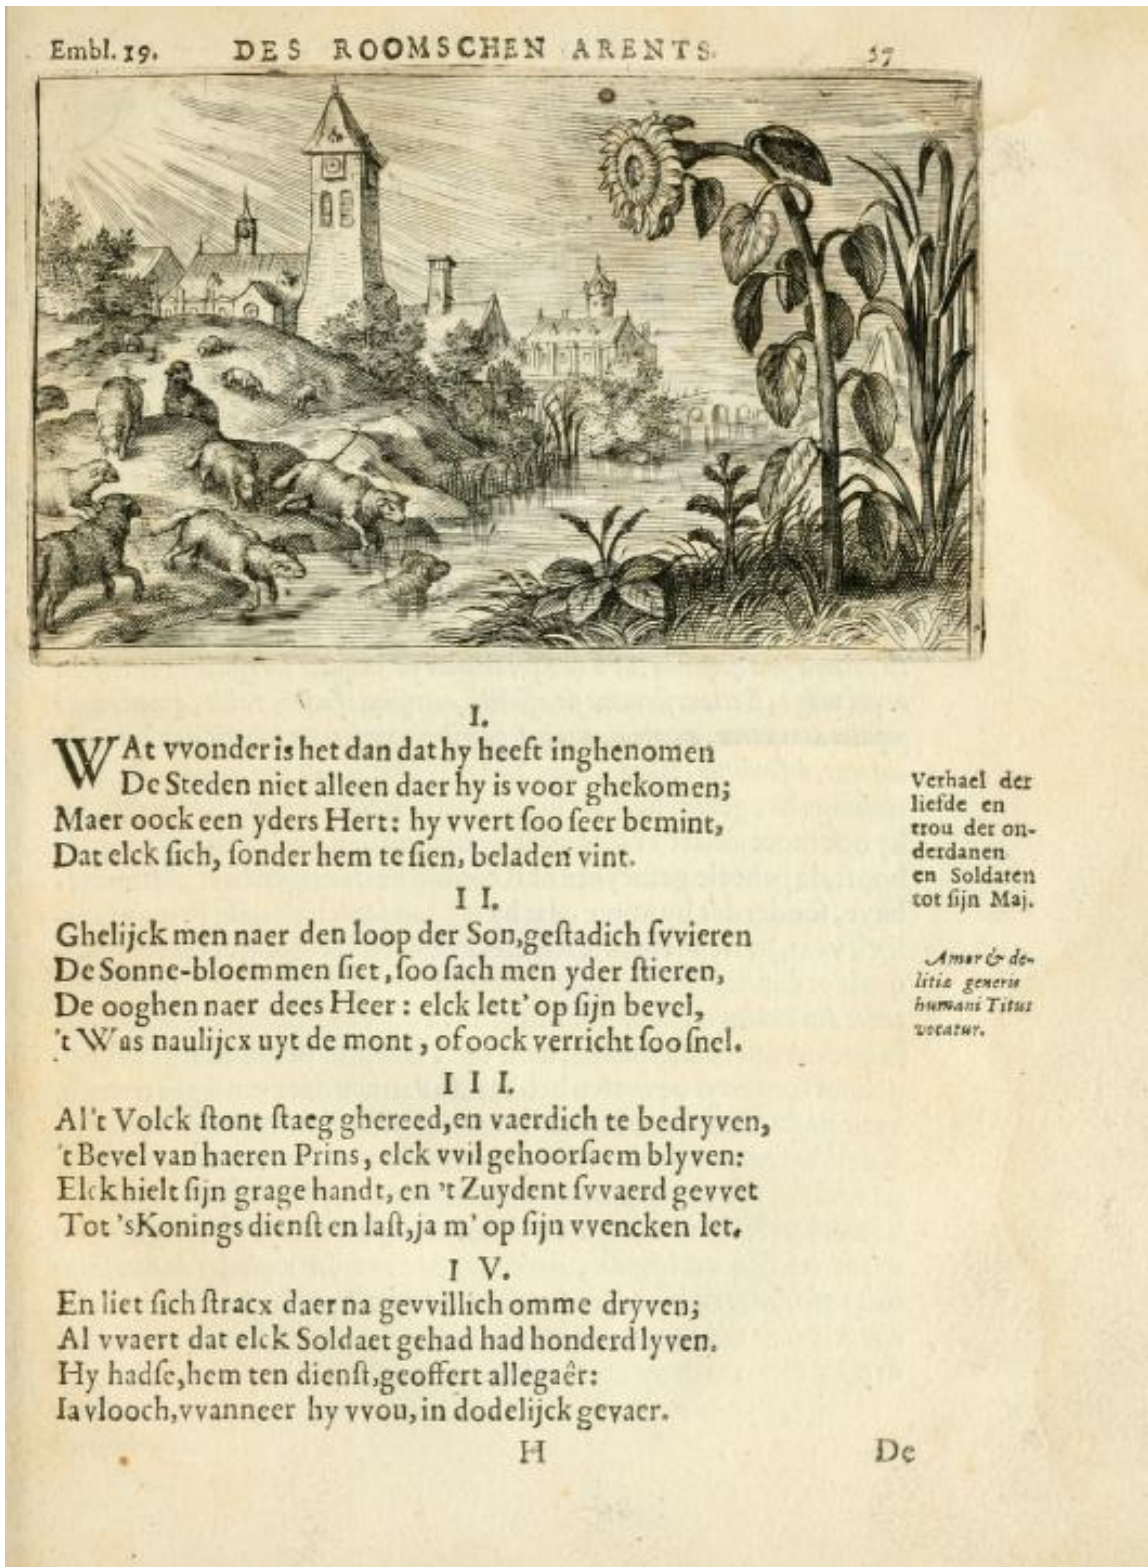 Embl. 19. DES ROOMSCHEN ARENTS. 57
I.
WAt vvonder is het dan dat hy heeft inghenomen
De Steden niet alleen daer hy is voor ghekomen;
Maer oock een yders Hert: hy vvert ſoo ſeer bemint,
Dat elck ſich, ſonder hem te ſien, beladen vint.
II.
Ghelijck men naer den loop der Son, geſtadich ſvvieren
De Sonne-bloemmen ſiet, ſoo ſach men yder ſtieren,
De ooghen naer dees Heer: elck lett' op ſijn bevel,
't Was naulijcx uyt de mont, of oock verricht ſoo ſnel.
III.
Al 't Volck ſtont ſtaeg ghereed, en vaerdich te bedryven,
't Bevel van haeren Prins, elck vvil gehoorſaem blyven:
Elck hielt ſijn grage handt, en 't Zuydent ſvvaerd gevvet
Tot 's Konings dienſt en laſt, ja m' op ſijn vvencken let.
IV.
En liet ſich ſtracx daer na gevvillich omme dryven;
Al vvaert dat elck Soldaet gehad had honderd lyven.
Hy hadſe, hem ten dienſt, geoffert allegaêr:
Ia vlooch, vvanneer hy vvou, in dodelijck gevaer.
H De
Verhael der
liefde en
trou der on-
derdanen
en Soldaten
tot ſijn Maj.
Amor & de-
litiæ generis
humani Titus
vocatur.